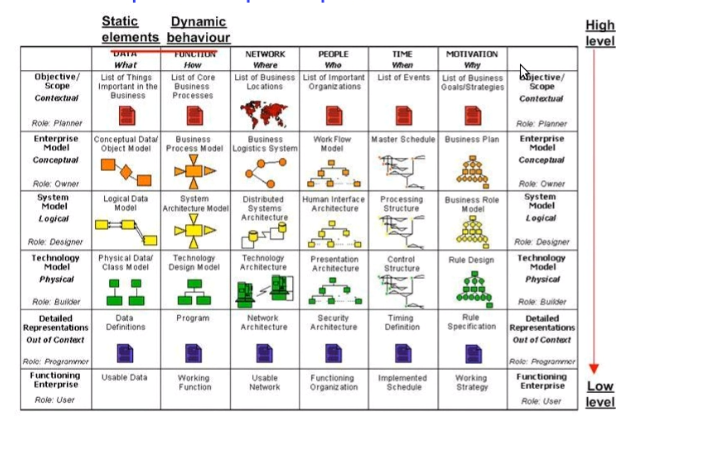 Static Dynamic High
elements behaviour level
DATA FUNCTION NETWORK PEOPLE TIME MOTIVATION
What How Where Who When Why
Objective/ List of Things List of Core List of Business List of Important List of Events List of Business Objective/
Scope Important in the Business Locations Organizations Goals/Strategies Scope
Contextual Business Processes Contextual
Role: Planner Role: Planner
Enterprise Conceptual Data/ Business Business Work Flow Master Schedule Business Plan Enterprise
Model Object Model Process Model Logistics System Model Model
Conceptual Conceptual
Role: Owner Role: Owner
System Logical Data System Distributed Human Interface Processing Business Role System
Model Model Architecture Model Systems Architecture Structure Model Model
Logical Architecture Logical
Role: Designer Role: Designer
Technology Physical Data/ Technology Technology Presentation Control Rule Design Technology
Model Class Model Design Model Architecture Architecture Structure Model
Physical Physical
Role: Builder Role: Builder
Detailed Data Program Network Security Timing Rule Detailed
Representations Definitions Architecture Architecture Definition Specification Representations
Out of Context Out of Context
Role: Programmer Role: Programmer
Functioning Usable Data Working Usable Functioning Implemented Working Functioning
Enterprise Function Network Organization Schedule Strategy Enterprise
Role: User Role: User
Low
level